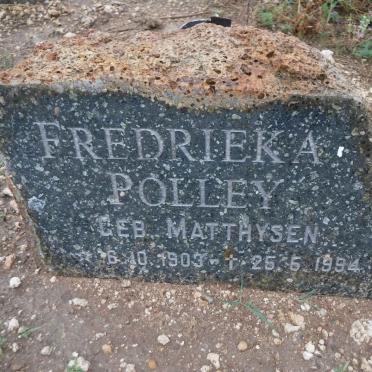 FREDRIEKA
POLLEY
GEB. MATTHYSEN
* 6.10.1903 - † 25.5.1994